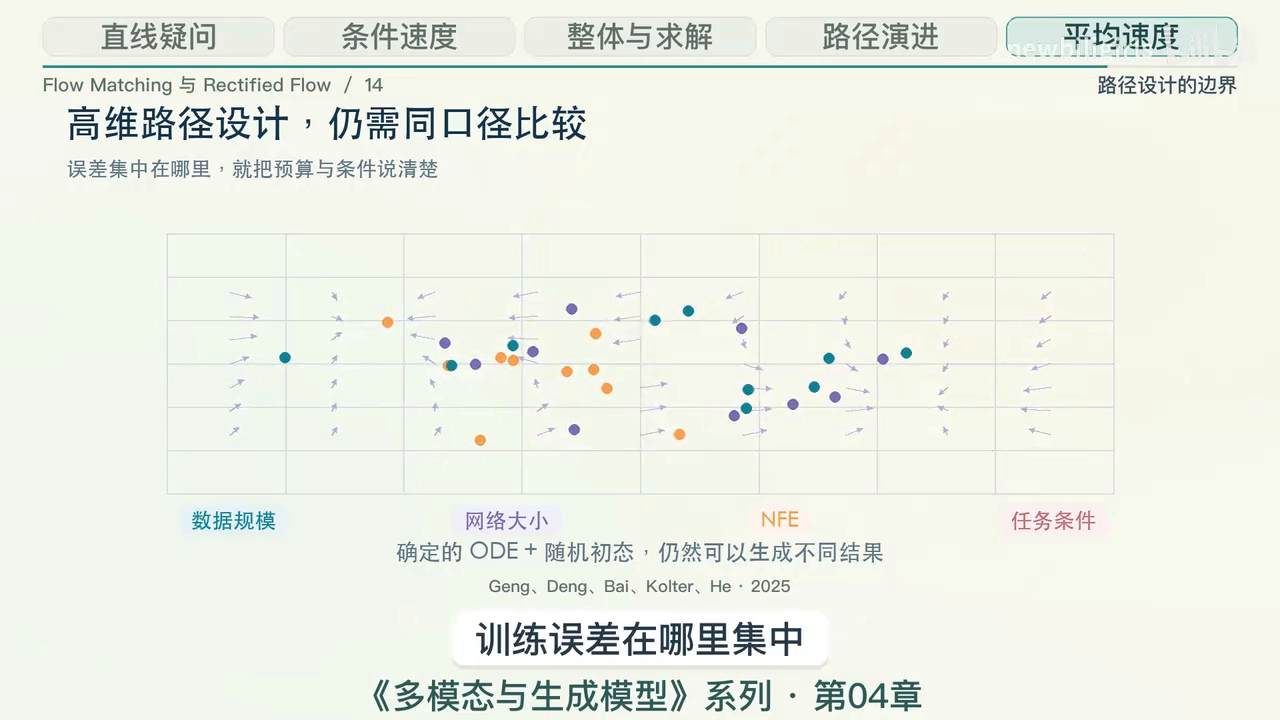 直线疑问
条件速度
整体与求解
路径演进
平均速度
Flow Matching 与 Rectified Flow / 14
路径设计的边界
高维路径设计，仍需同口径比较
误差集中在哪里，就把预算与条件说清楚
数据规模
网络大小
NFE
任务条件
确定的 ODE + 随机初态，仍然可以生成不同结果
Geng、Deng、Bai、Kolter、He · 2025
训练误差在哪里集中
《多模态与生成模型》系列 · 第04章